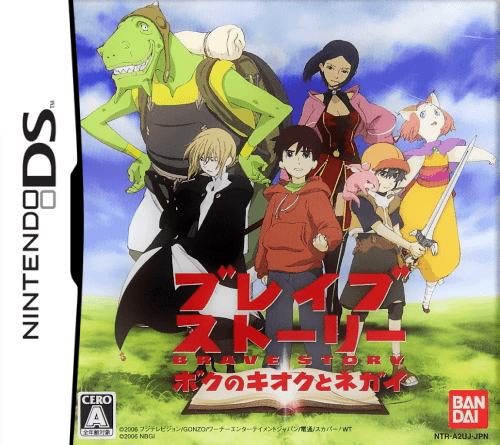 NINTENDO DS™
ブレイブ
ストーリー
BRAVE STORY
ボクのキオクとネガイ
CERO
A
全年齢対象
©2006 フジテレビジョン/GONZO/ワーナーエンターテイメントジャパン/電通/スカパー/WT
©2006 NBGI
BAN
DAI
NTR-A2UJ-JPN